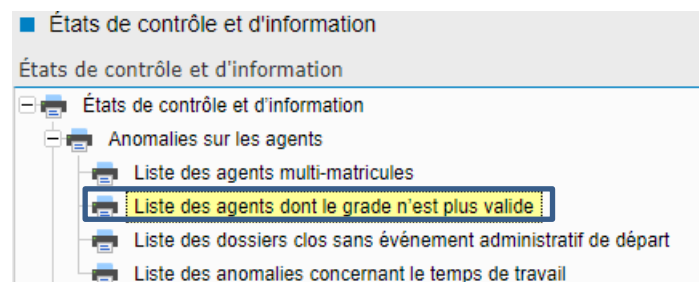 États de contrôle et d'information
États de contrôle et d'information
États de contrôle et d'information
Anomalies sur les agents
Liste des agents multi-matricules
Liste des agents dont le grade n’est plus valide
Liste des dossiers clos sans événement administratif de départ
Liste des anomalies concernant le temps de travail